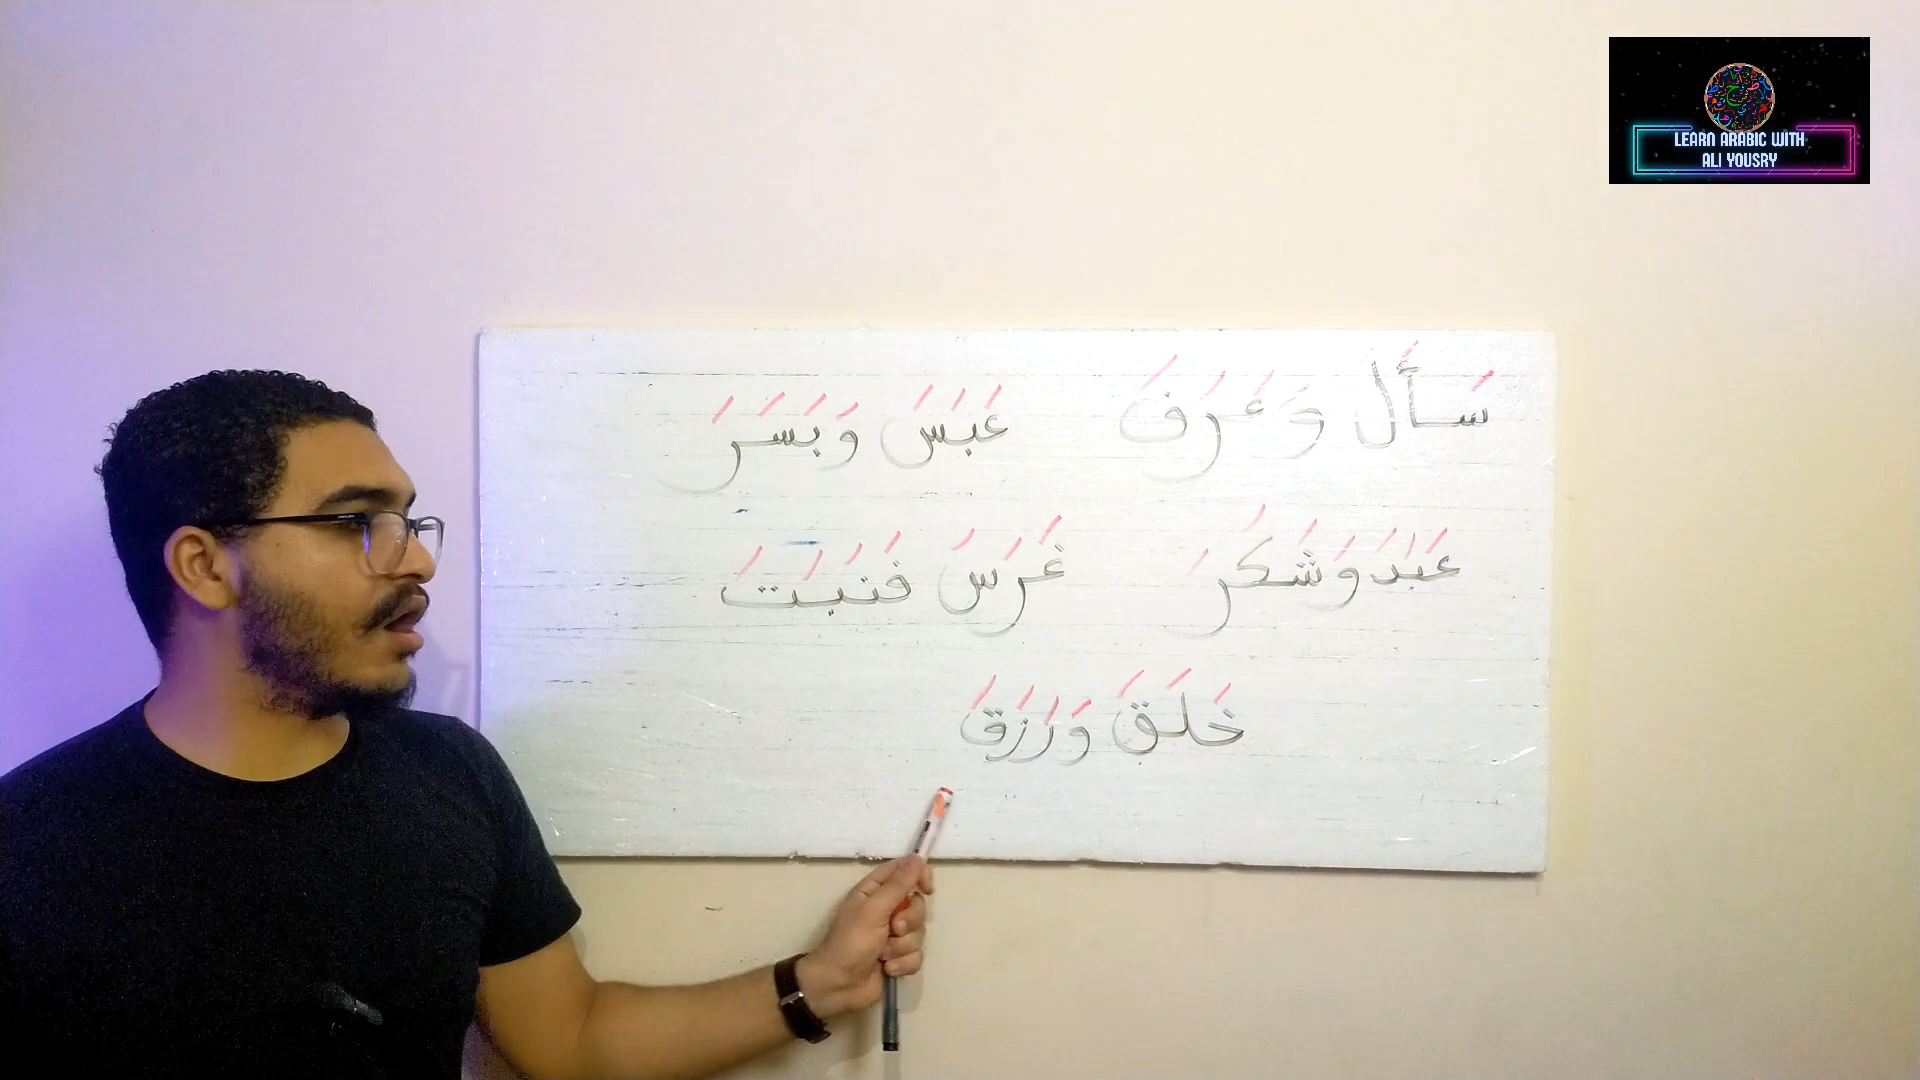 سَأَلَ وَعَرَفَ عَبَسَ وَبَسَرَ
عَبَدَ وَشَكَرَ غَرَسَ فَنَبَتَ
خَلَقَ وَرَزَقَ
LEARN ARABIC WITH
ALI YOUSRY